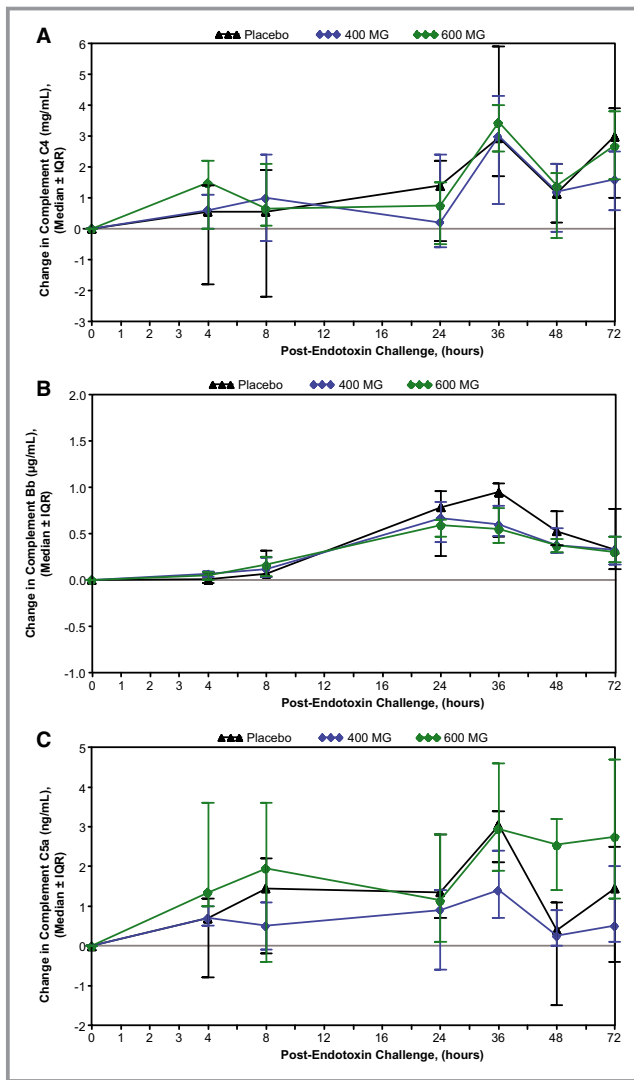 A
Placebo 400 MG 600 MG
Change in Complement C4 (mg/mL),
(Median ± IQR)
6
5
4
3
2
1
0
-1
-2
-3
0 1 2 3 4 8 12 16 24 36 48 72
Post-Endotoxin Challenge, (hours)
B
Placebo 400 MG 600 MG
Change in Complement Bb (µg/mL),
(Median ± IQR)
2.0
1.5
1.0
0.5
0.0
-0.5
-1.0
0 1 2 3 4 8 12 16 24 36 48 72
Post-Endotoxin Challenge, (hours)
C
Placebo 400 MG 600 MG
Change in Complement C5a (ng/mL),
(Median ± IQR)
5
4
3
2
1
0
-1
-2
0 1 2 3 4 8 12 16 24 36 48 72
Post-Endotoxin Challenge, (hours)